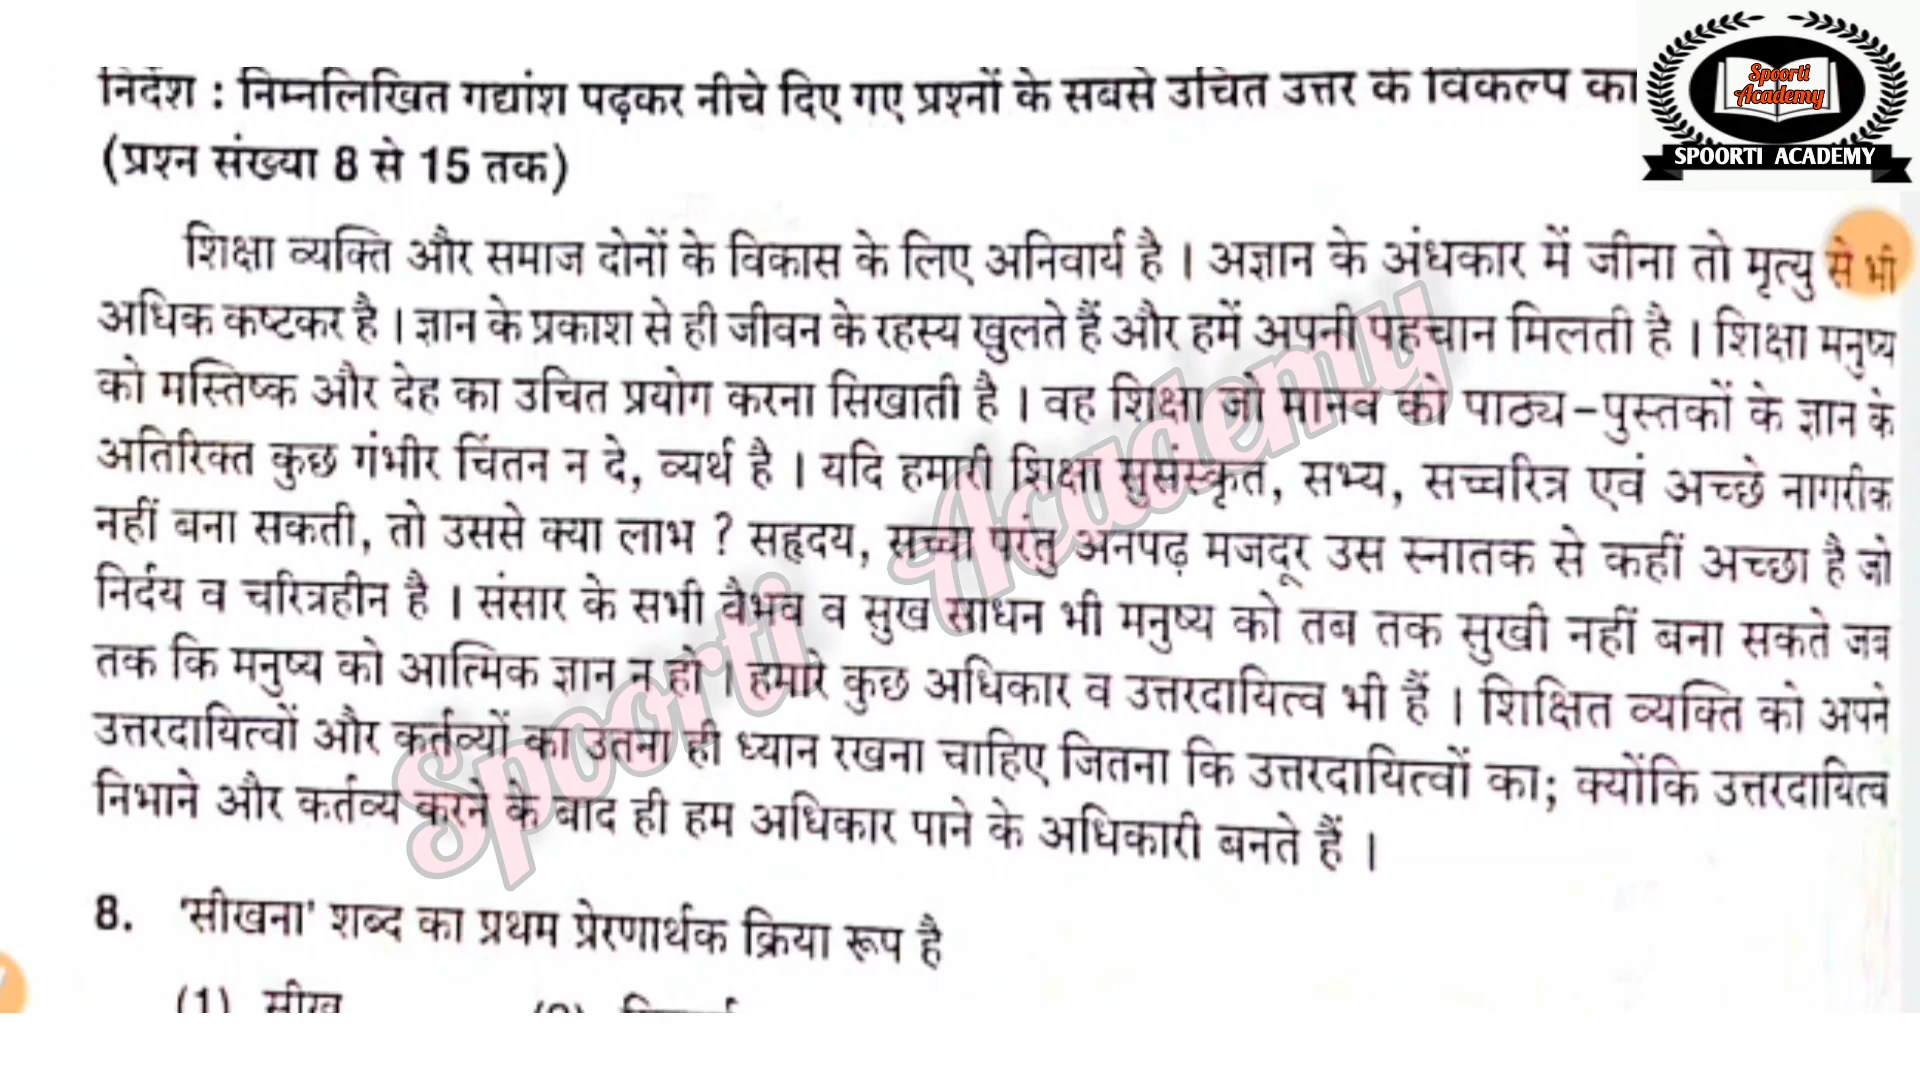 निर्देश : निम्नलिखित गद्यांश पढ़कर नीचे दिए गए प्रश्नों के सबसे उचित उत्तर के विकल्प का
Spoorti
Academy
SPOORTI ACADEMY
(प्रश्न संख्या 8 से 15 तक)
शिक्षा व्यक्ति और समाज दोनों के विकास के लिए अनिवार्य है । अज्ञान के अंधकार में जीना तो मृत्यु से भी
अधिक कष्टकर है । ज्ञान के प्रकाश से ही जीवन के रहस्य खुलते हैं और हमें अपनी पहचान मिलती है । शिक्षा मनुष्य
को मस्तिष्क और देह का उचित प्रयोग करना सिखाती है । वह शिक्षा जो मानव को पाठ्य-पुस्तकों के ज्ञान के
अतिरिक्त कुछ गंभीर चिंतन न दे, व्यर्थ है । यदि हमारी शिक्षा सुसंस्कृत, सभ्य, सच्चरित्र एवं अच्छे नागरीक
नहीं बना सकती, तो उससे क्या लाभ ? सहृदय, सच्चा परंतु अनपढ़ मजदूर उस स्नातक से कहीं अच्छा है जो
निर्दय व चरित्रहीन है । संसार के सभी वैभव व सुख साधन भी मनुष्य को तब तक सुखी नहीं बना सकते जब
तक कि मनुष्य को आत्मिक ज्ञान न हो । हमारे कुछ अधिकार व उत्तरदायित्व भी हैं । शिक्षित व्यक्ति को अपने
उत्तरदायित्वों और कर्तव्यों का उतना ही ध्यान रखना चाहिए जितना कि उत्तरदायित्वों का; क्योंकि उत्तरदायित्व
निभाने और कर्तव्य करने के बाद ही हम अधिकार पाने के अधिकारी बनते हैं ।
Spoorti Academy
8. 'सीखना' शब्द का प्रथम प्रेरणार्थक क्रिया रूप है
(1) सीख